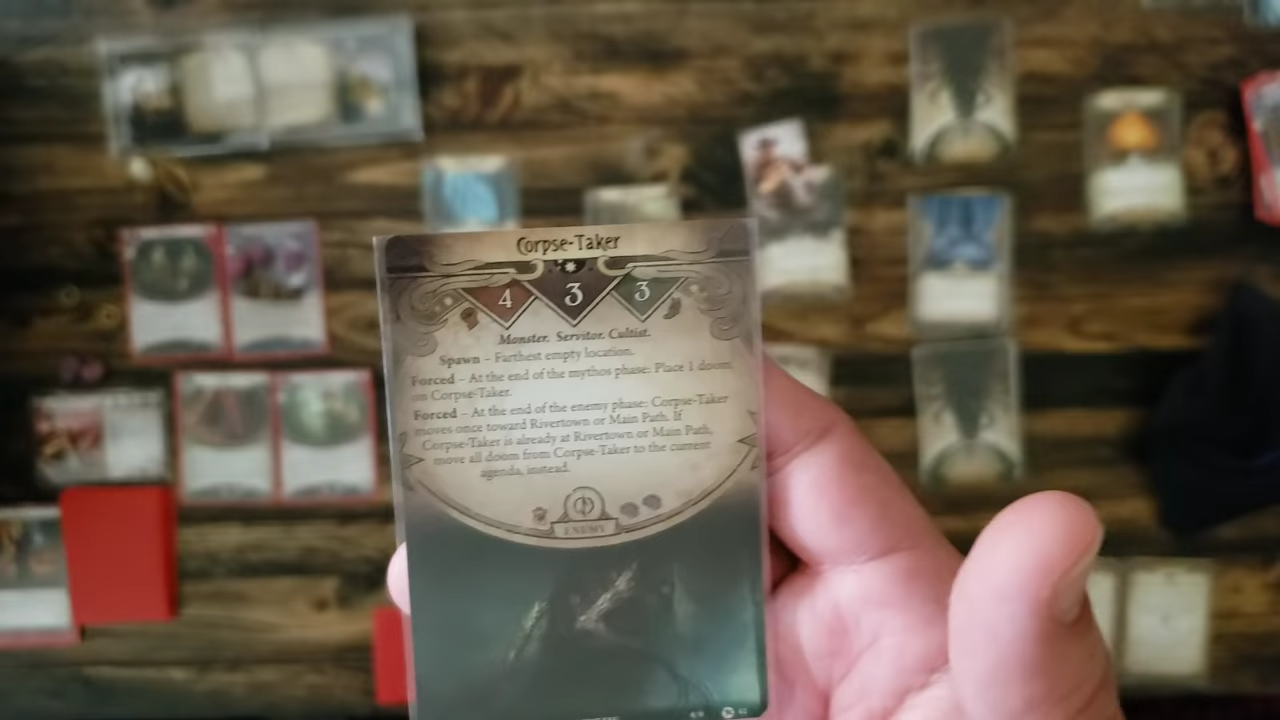 Corpse-Taker
4 3 3
Monster. Servitor. Cultist.
Spawn – Farthest empty location.
Forced – At the end of the mythos phase: Place 1 doom
on Corpse-Taker.
Forced – At the end of the enemy phase: Corpse-Taker
moves once toward Rivertown or Main Path. If
Corpse-Taker is already at Rivertown or Main Path,
move all doom from Corpse-Taker to the current
agenda, instead.
ENEMY